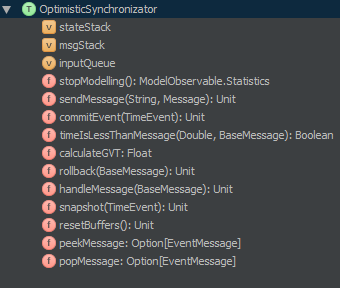 T OptimisticSynchronizator
v stateStack
v msgStack
v inputQueue
f stopModelling(): ModelObservable.Statistics
f sendMessage(String, Message): Unit
f commitEvent(TimeEvent): Unit
f timeIsLessThanMessage(Double, BaseMessage): Boolean
f calculateGVT: Float
f rollback(BaseMessage): Unit
f handleMessage(BaseMessage): Unit
f snapshot(TimeEvent): Unit
f resetBuffers(): Unit
f peekMessage: Option[EventMessage]
f popMessage: Option[EventMessage]